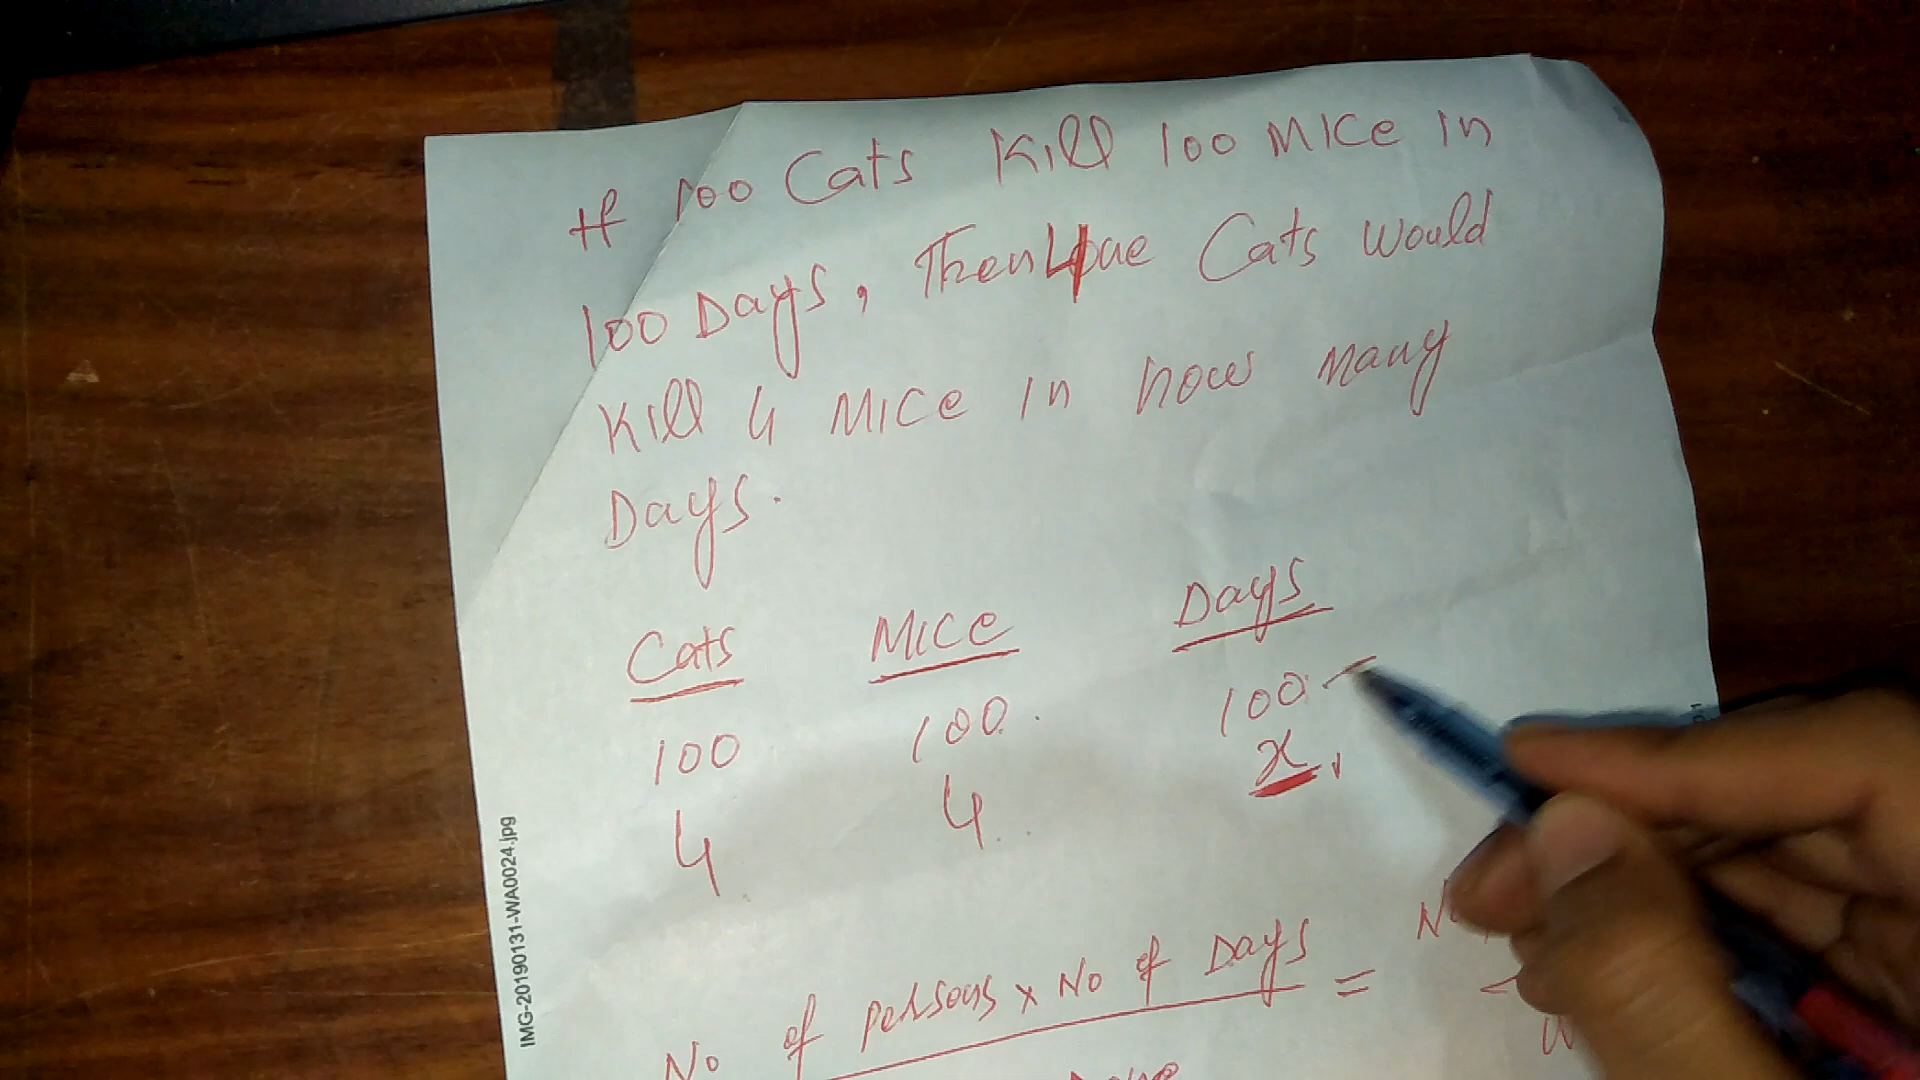 If 100 Cats Kill 100 Mice in
100 Days, Then 4 Cats Would
Kill 4 Mice in how many
Days.
Cats Mice Days
100 100 100
4 4 x
No of persons x No of Days =
IMG-20190131-WA0024.jpg